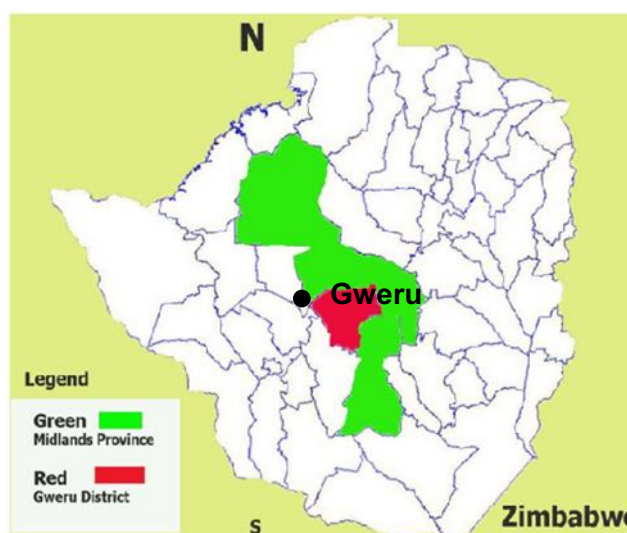 N
Gweru
Legend
Green
Midlands Province
Red
Gweru District
S
Zimbabwe